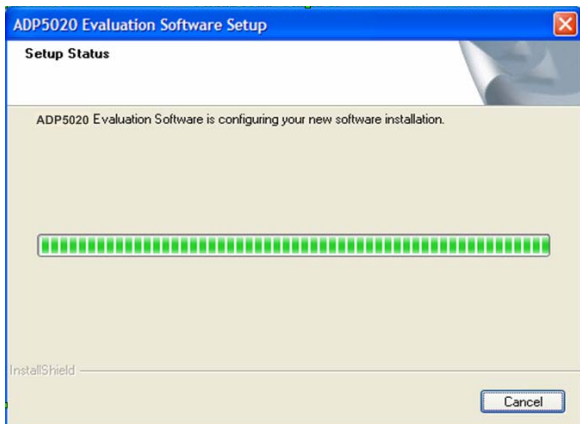 ADP5020 Evaluation Software Setup
Setup Status
ADP5020 Evaluation Software is configuring your new software installation.
InstallShield
Cancel